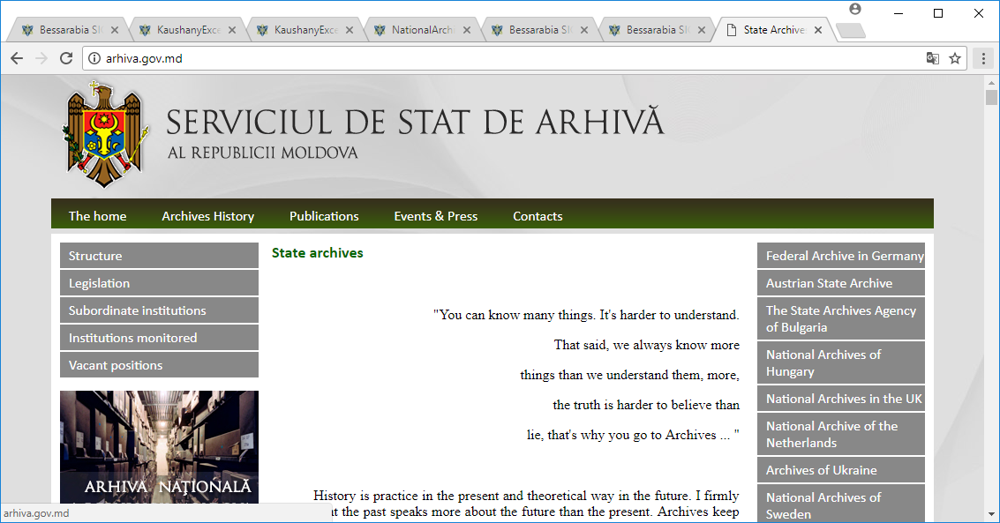 Bessarabia SI
KaushanyExce
KaushanyExce
NationalArch
Bessarabia SI
Bessarabia SI
State Archives
arhiva.gov.md
SERVICIUL DE STAT DE ARHIVĂ
AL REPUBLICII MOLDOVA
The home
Archives History
Publications
Events & Press
Contacts
Structure
Legislation
Subordinate institutions
Institutions monitored
Vacant positions
ARHIVA NAŢIONALĂ
State archives
"You can know many things. It's harder to understand.
That said, we always know more
things than we understand them, more,
the truth is harder to believe than
lie, that's why you go to Archives ... "
History is practice in the present and theoretical way in the future. I firmly
t the past speaks more about the future than the present. Archives keep
Federal Archive in Germany
Austrian State Archive
The State Archives Agency
of Bulgaria
National Archives of
Hungary
National Archives in the UK
National Archive of the
Netherlands
Archives of Ukraine
National Archives of
Sweden
arhiva.gov.md